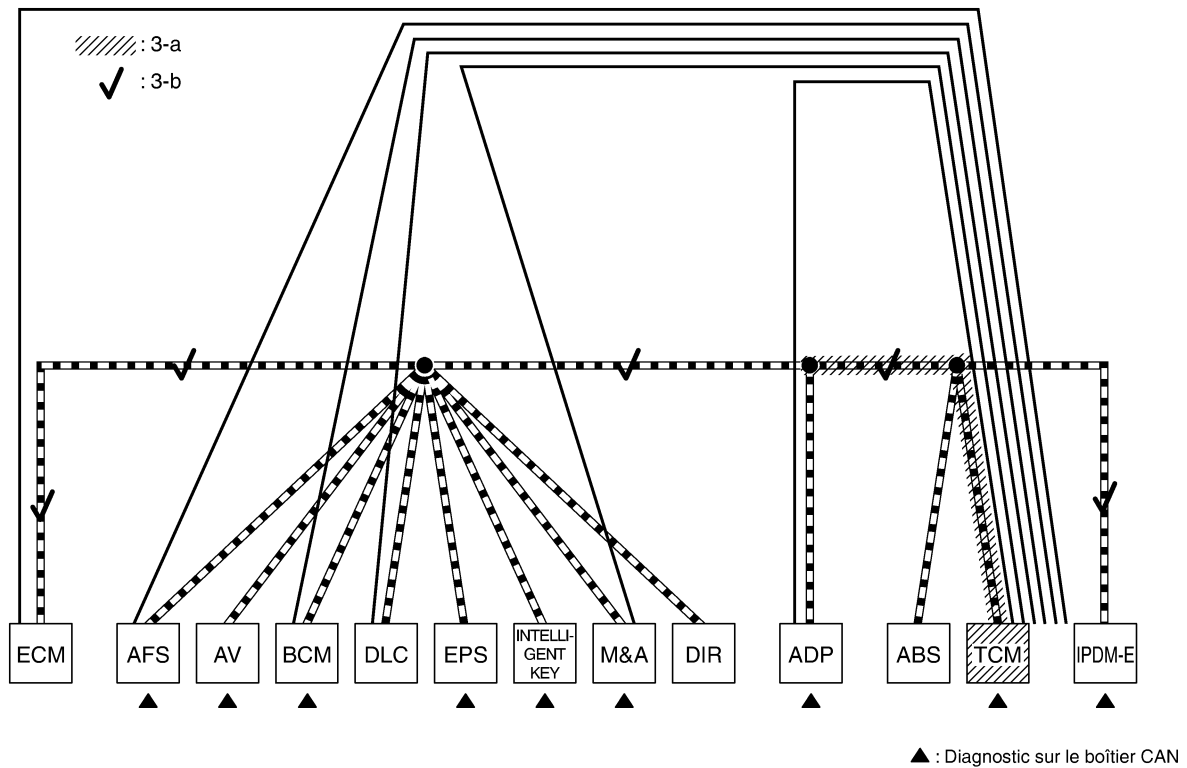 : 3-a
: 3-b
ECM
AFS
AV
BCM
DLC
EPS
INTELLI-
GENT
KEY
M&A
DIR
ADP
ABS
TCM
IPDM-E
: Diagnostic sur le boîtier CAN